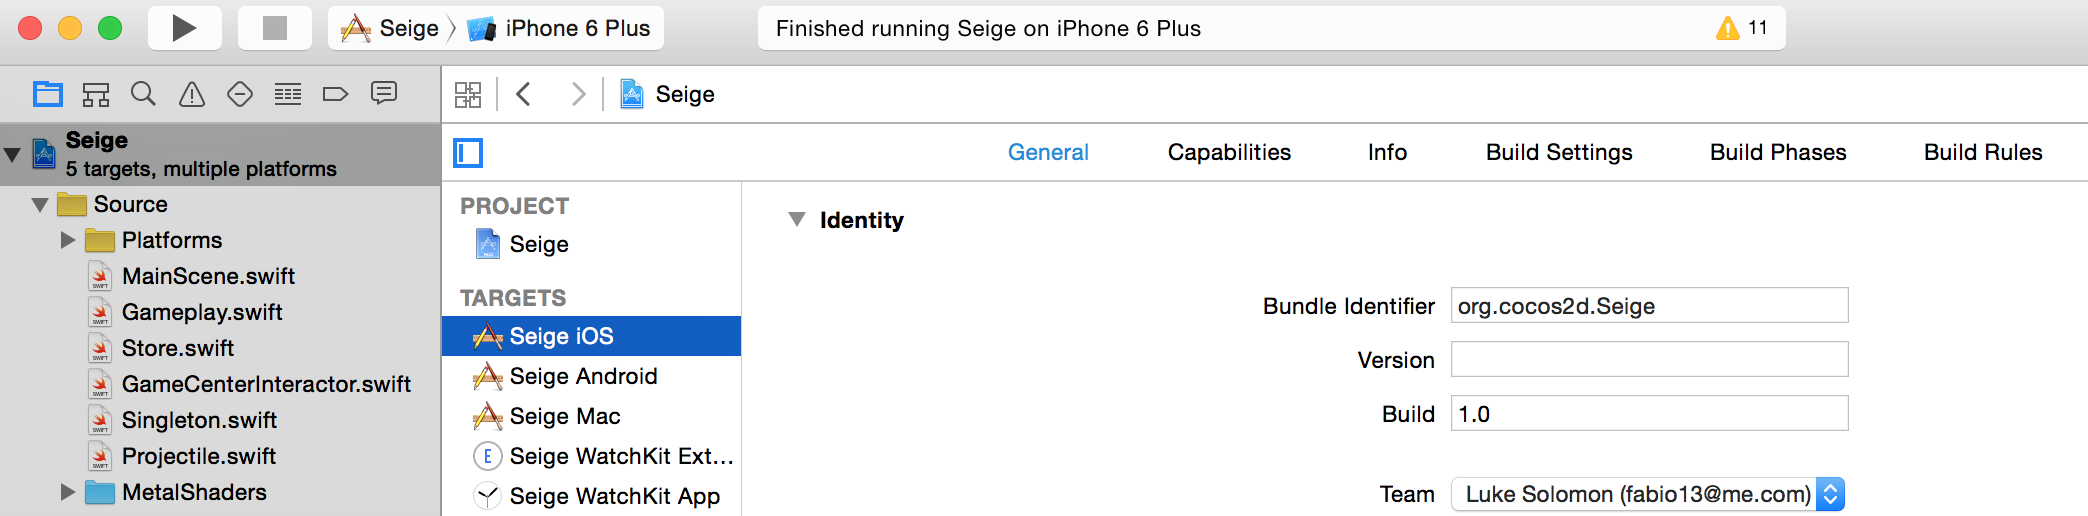 Seige
iPhone 6 Plus
Finished running Seige on iPhone 6 Plus
11
Seige
Seige
5 targets, multiple platforms
Source
Platforms
MainScene.swift
Gameplay.swift
Store.swift
GameCenterInteractor.swift
Singleton.swift
Projectile.swift
MetalShaders
General
Capabilities
Info
Build Settings
Build Phases
Build Rules
PROJECT
Seige
TARGETS
Seige iOS
Seige Android
Seige Mac
E
Seige WatchKit Ext...
Seige WatchKit App
Identity
Bundle Identifier
org.cocos2d.Seige
Version
Build
1.0
Team
Luke Solomon (fabio13@me.com)